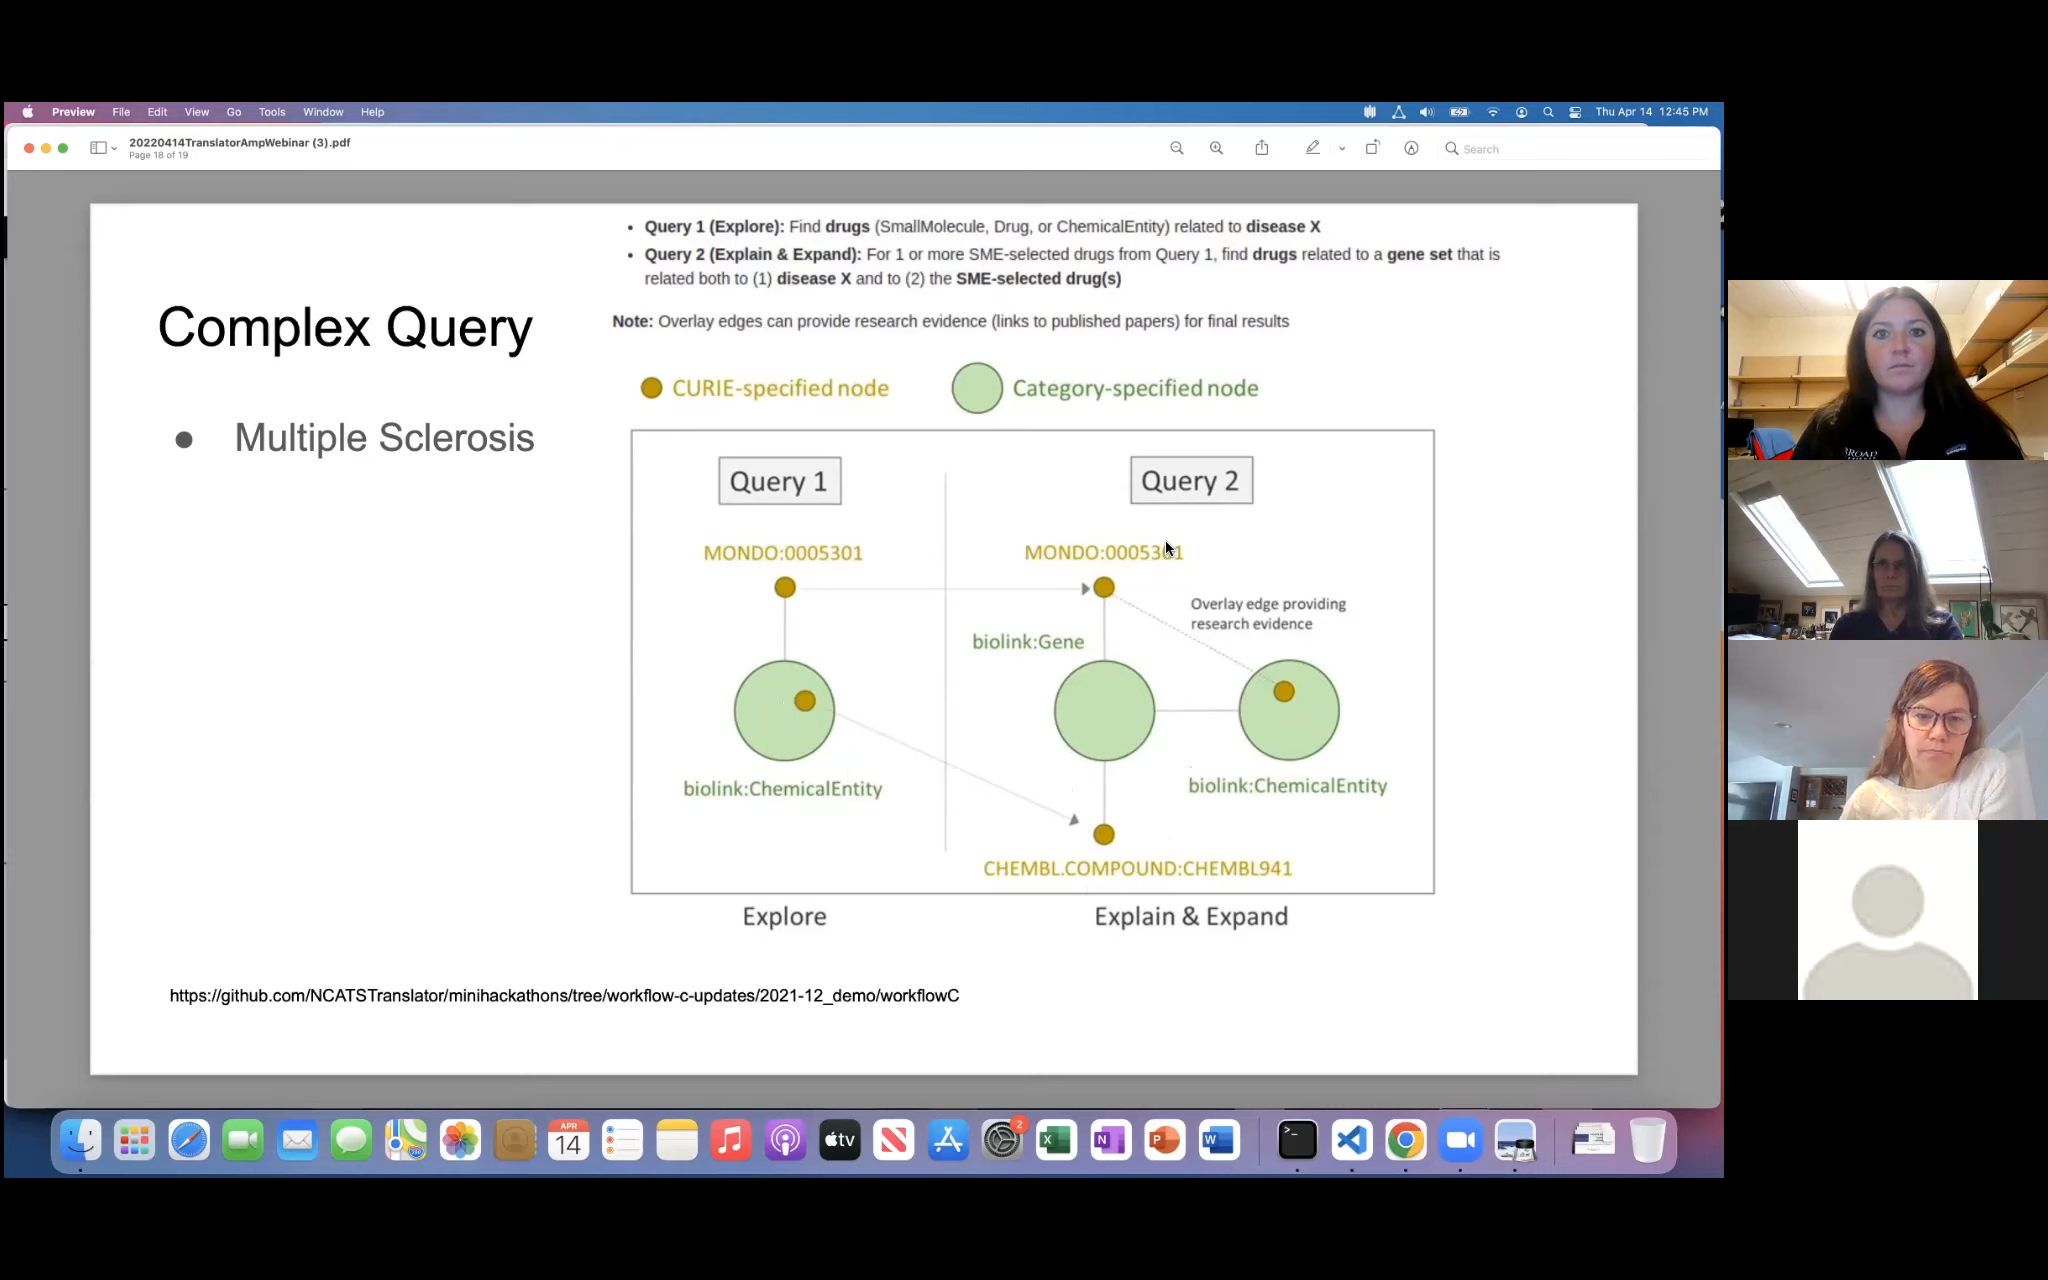 Preview File Edit View Go Tools Window Help
Thu Apr 14 12:45 PM
20220414TranslatorAmpWebinar (3).pdf
Page 18 of 19
Search
• Query 1 (Explore): Find drugs (SmallMolecule, Drug, or ChemicalEntity) related to disease X
• Query 2 (Explain & Expand): For 1 or more SME-selected drugs from Query 1, find drugs related to a gene set that is
related both to (1) disease X and to (2) the SME-selected drug(s)
Complex Query
Note: Overlay edges can provide research evidence (links to published papers) for final results
CURIE-specified node
Category-specified node
● Multiple Sclerosis
Query 1
Query 2
MONDO:0005301
MONDO:0005301
Overlay edge providing
research evidence
biolink:Gene
biolink:ChemicalEntity
biolink:ChemicalEntity
CHEMBL.COMPOUND:CHEMBL941
Explore
Explain & Expand
https://github.com/NCATSTranslator/minihackathons/tree/workflow-c-updates/2021-12_demo/workflowC
APR
14
tv
2
X
N
P
W
>_